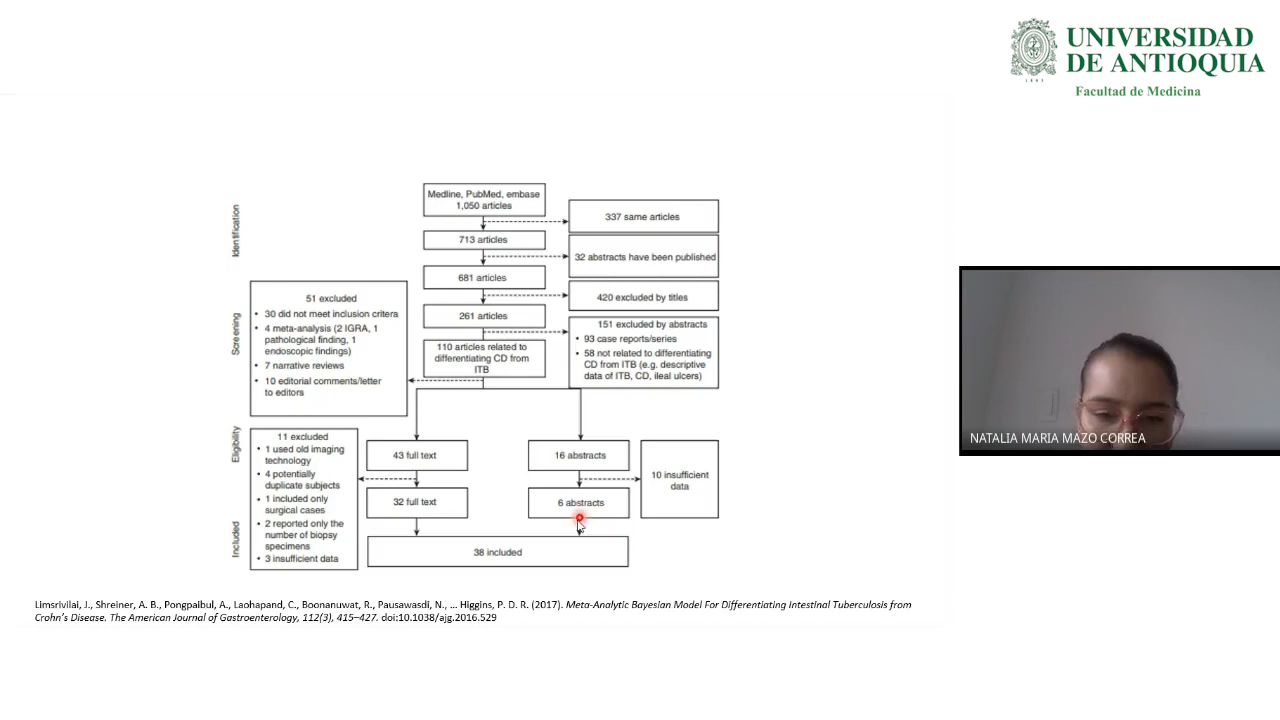 UNIVERSIDAD
DE ANTIOQUIA
1803
Facultad de Medicina
Identification
Medline, PubMed, embase
1,050 articles
337 same articles
713 articles
32 abstracts have been published
681 articles
420 excluded by titles
Screening
261 articles
151 excluded by abstracts
• 93 case reports/series
• 58 not related to differentiating
CD from ITB (e.g. descriptive
data of ITB, CD, ileal ulcers)
110 articles related to
differentiating CD from
ITB
51 excluded
• 30 did not meet inclusion critera
• 4 meta-analysis (2 IGRA, 1
pathological finding, 1
endoscopic findings)
• 7 narrative reviews
• 10 editorial comments/letter
to editors
Eligibility
11 excluded
• 1 used old imaging
technology
• 4 potentially
duplicate subjects
• 1 included only
surgical cases
• 2 reported only the
number of biopsy
specimens
• 3 insufficient data
43 full text
16 abstracts
10 insufficient
data
32 full text
6 abstracts
Included
38 included
NATALIA MARIA MAZO CORREA
Limsrivilai, J., Shreiner, A. B., Pongpaibul, A., Laohapand, C., Boonanuwat, R., Pausawasdi, N., … Higgins, P. D. R. (2017). Meta-Analytic Bayesian Model For Differentiating Intestinal Tuberculosis from
Crohn's Disease. The American Journal of Gastroenterology, 112(3), 415–427. doi:10.1038/ajg.2016.529